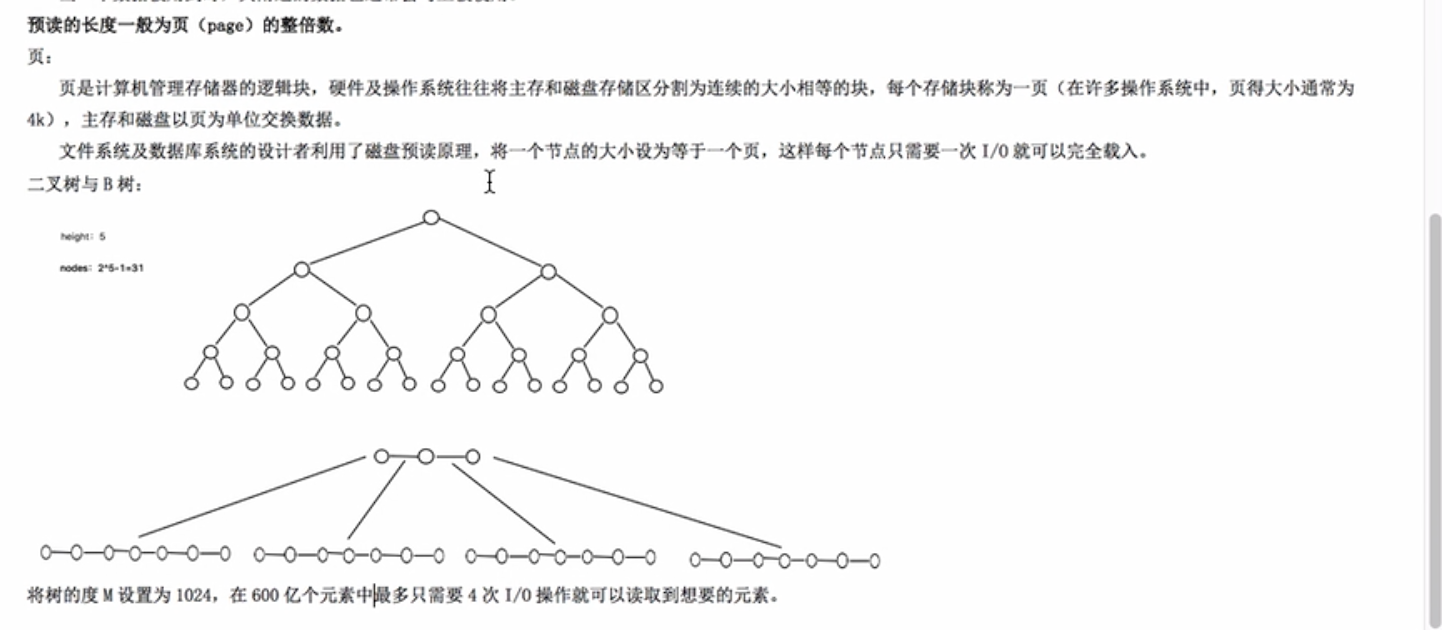 预读的长度一般为页（page）的整倍数。
页：
页是计算机管理存储器的逻辑块，硬件及操作系统往往将主存和磁盘存储区分割为连续的大小相等的块，每个存储块称为一页（在许多操作系统中，页得大小通常为
4k），主存和磁盘以页为单位交换数据。
文件系统及数据库系统的设计者利用了磁盘预读原理，将一个节点的大小设为等于一个页，这样每个节点只需要一次 I/O 就可以完全载入。
二叉树与 B 树：
height：5
nodes：2^5-1=31
将树的度 M 设置为 1024，在 600 亿个元素中最多只需要 4 次 I/O 操作就可以读取到想要的元素。